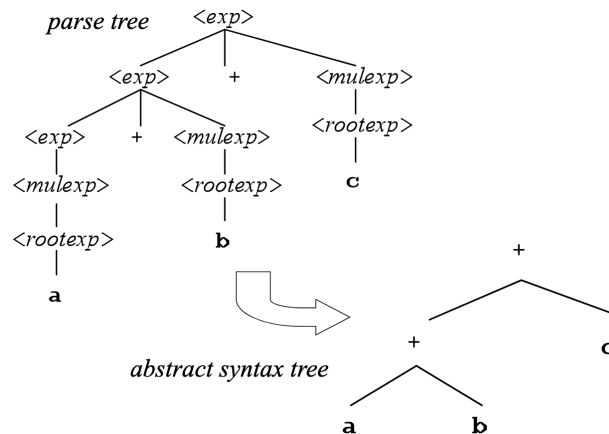 parse tree
<exp>
<exp> + <mulexp>
<exp> + <mulexp> <rootexp>
<mulexp> <rootexp> c
<rootexp> b
a
+
+ c
abstract syntax tree
a b